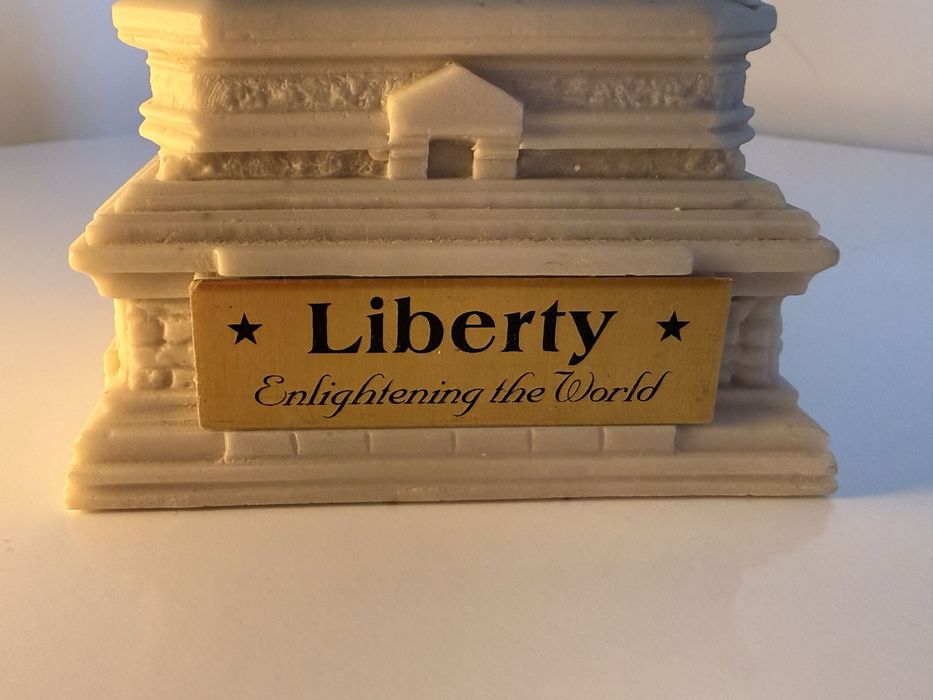 ★ Liberty ★
Enlightening the World